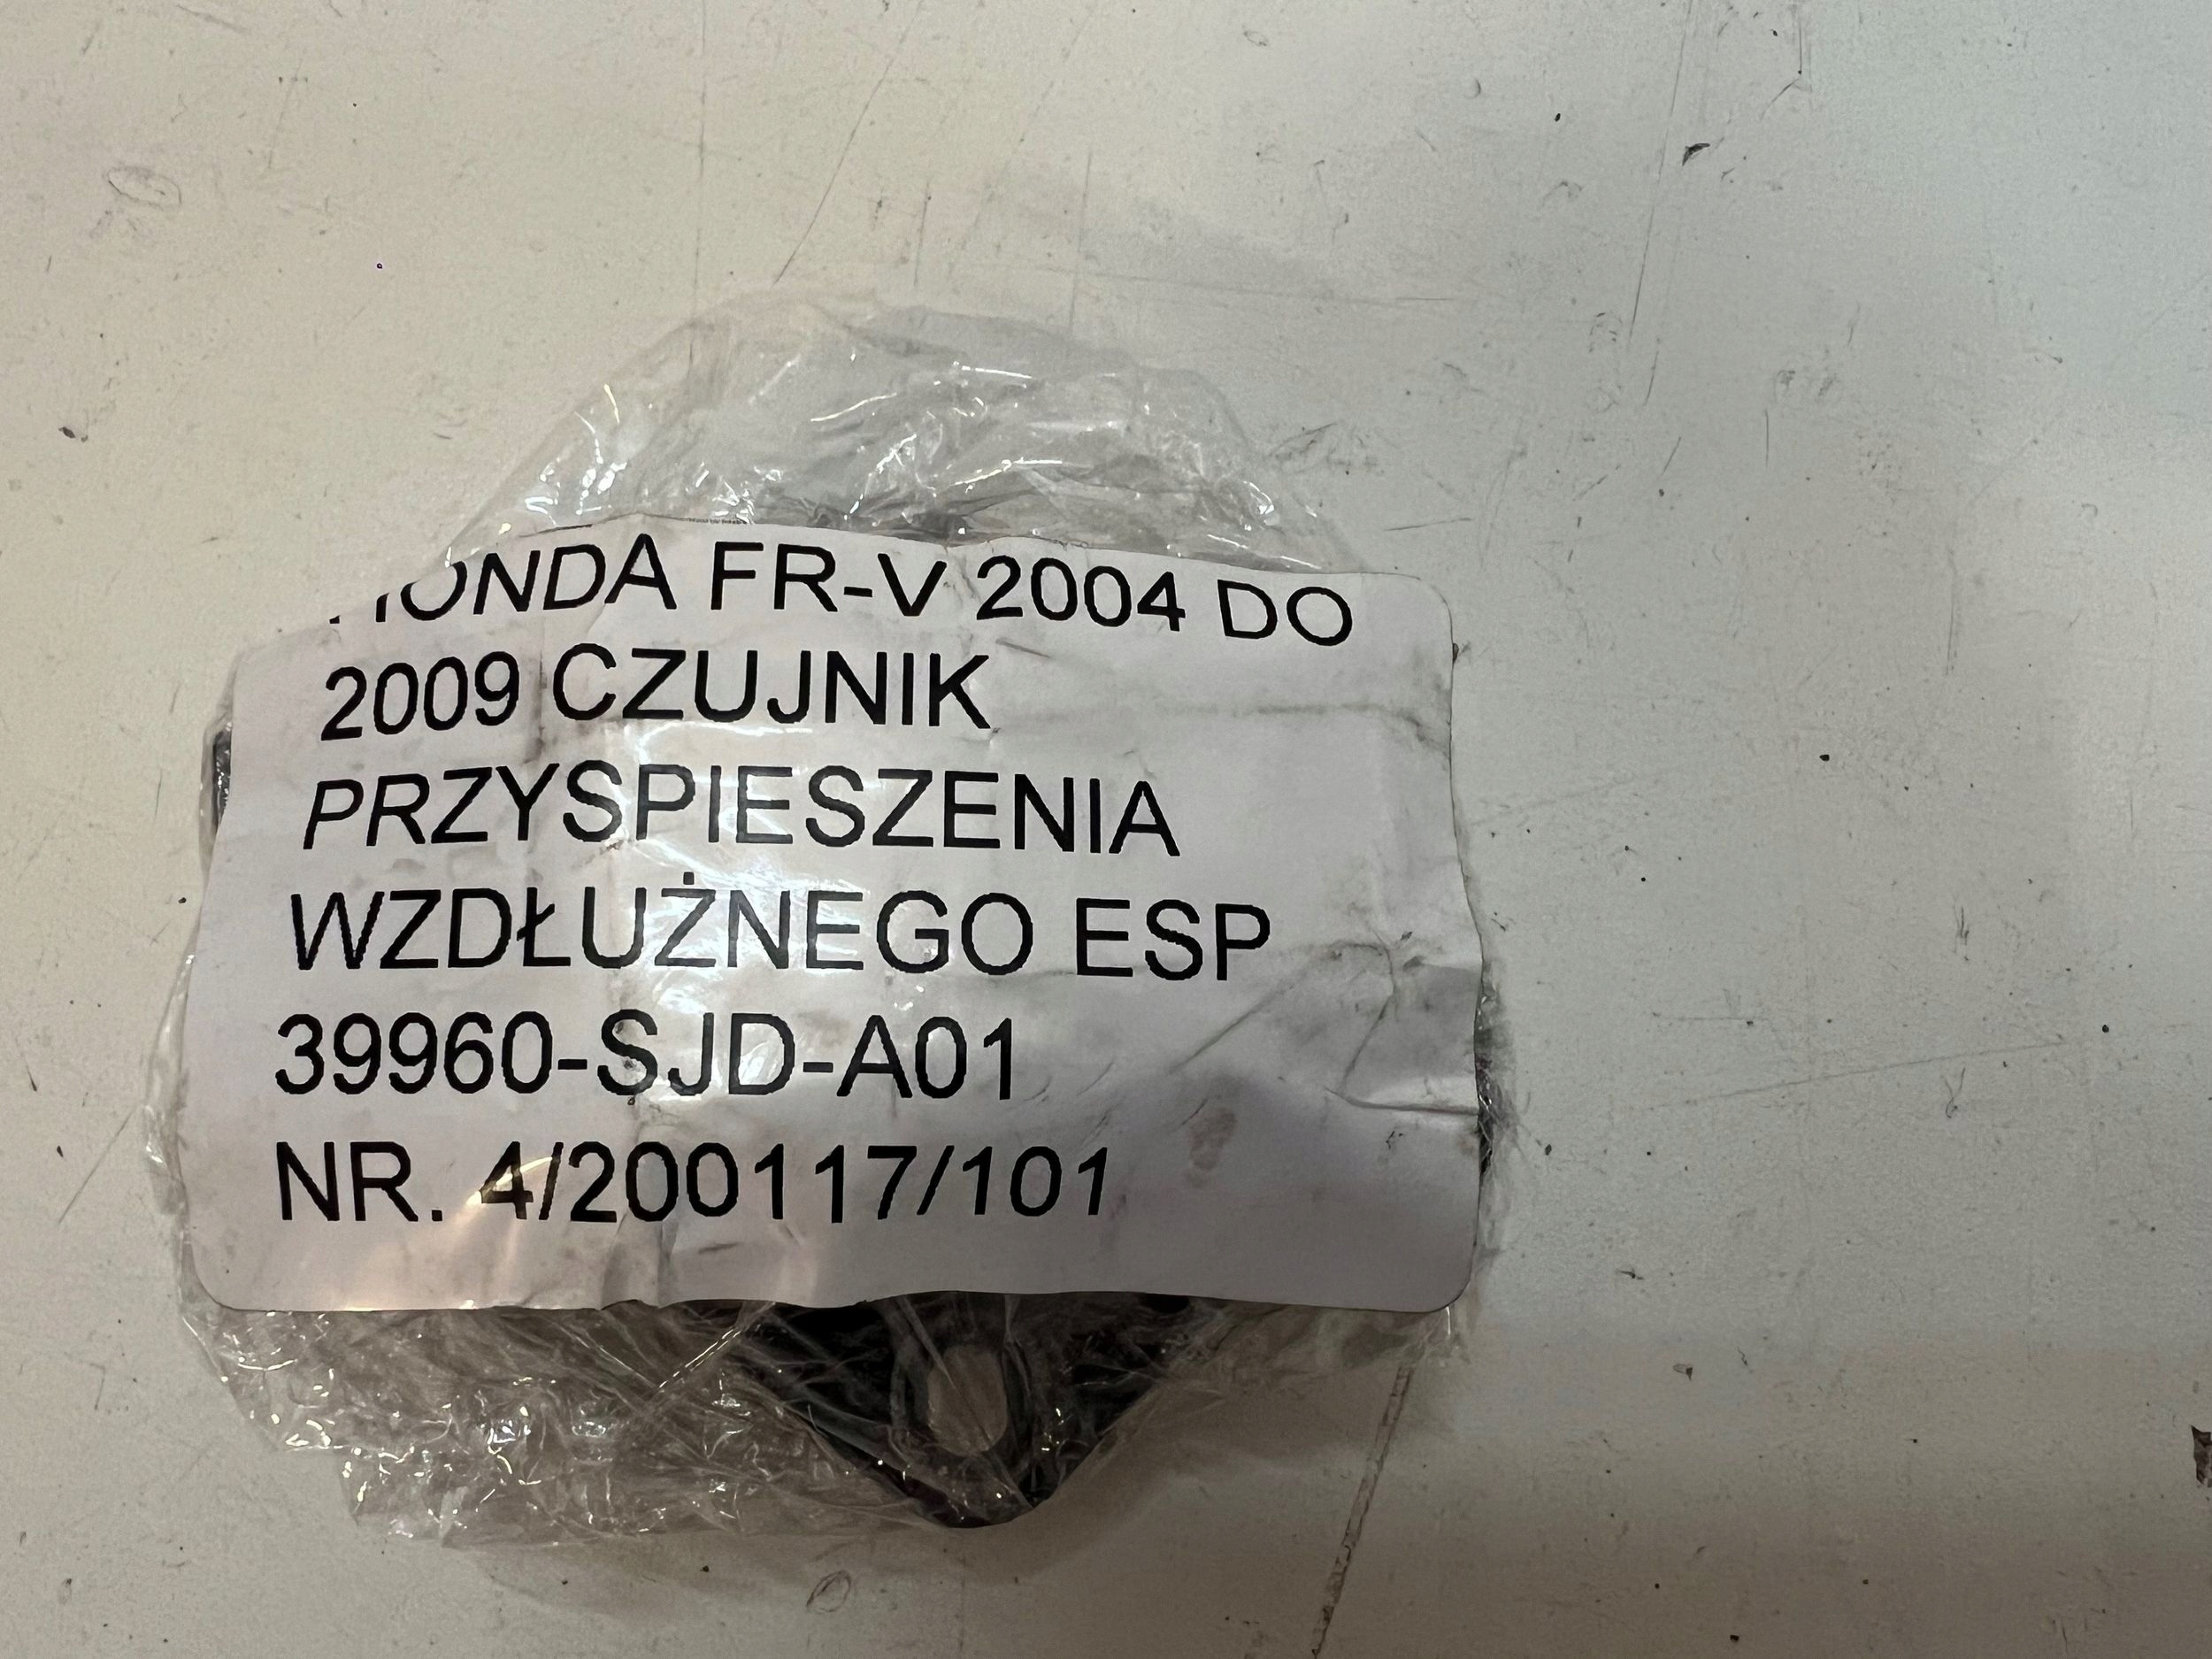 HONDA FR-V 2004 DO
2009 CZUJNIK
PRZYSPIESZENIA
WZDŁUŻNEGO ESP
39960-SJD-A01
NR. 4/200117/101